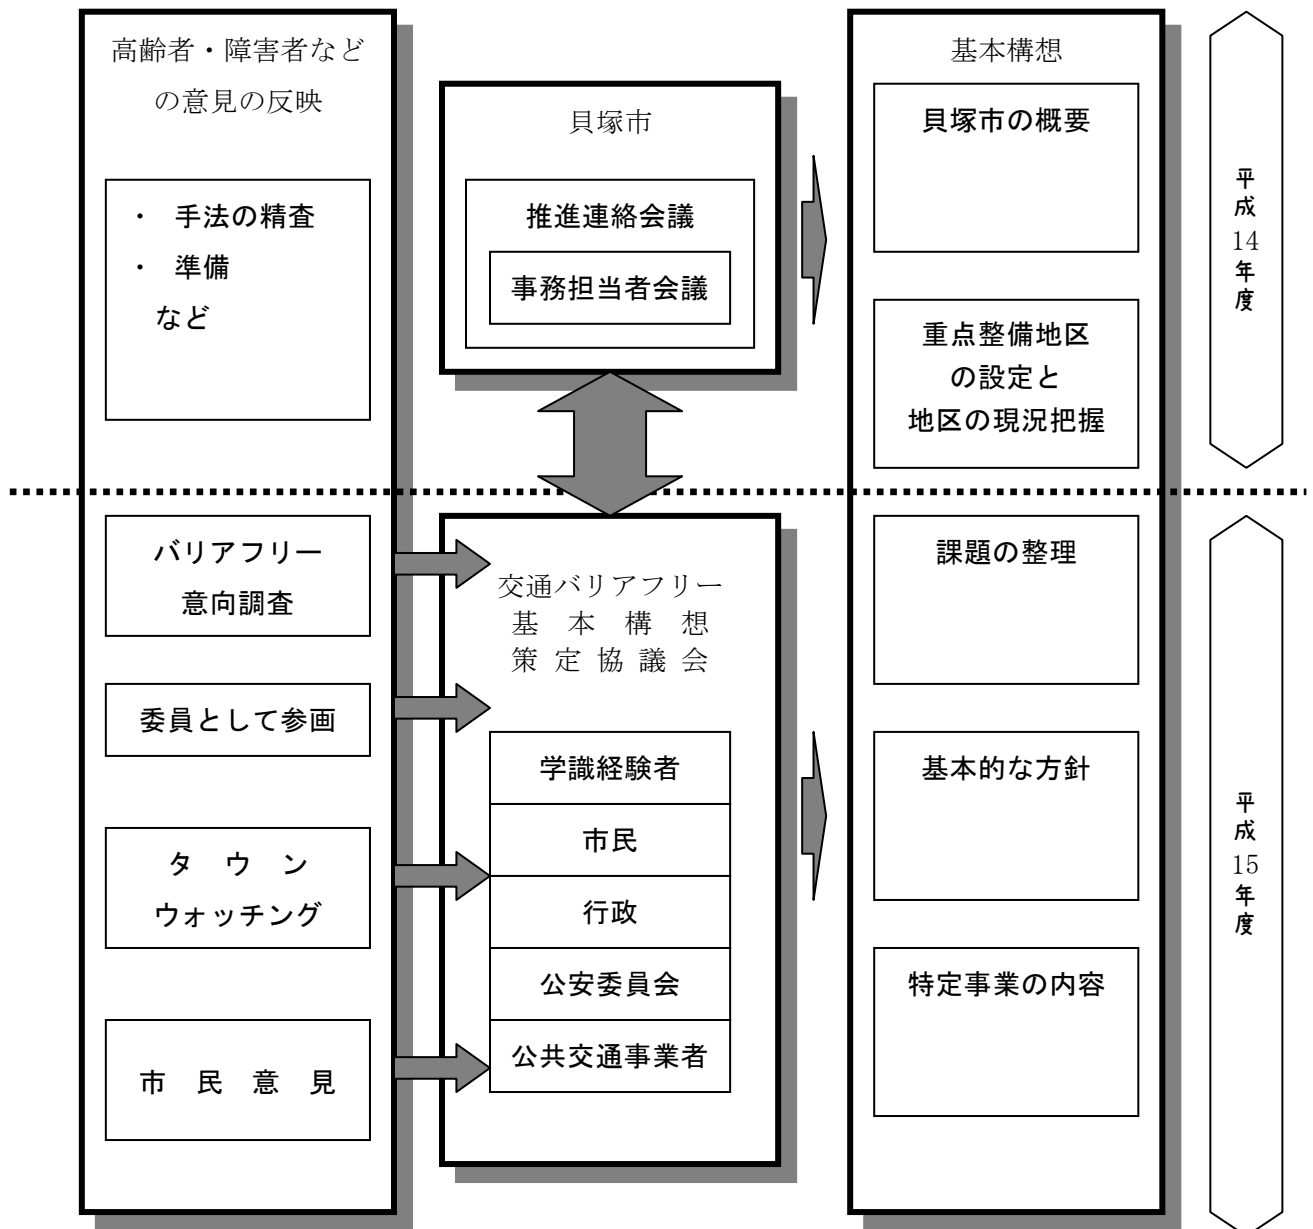 高齢者・障害者など
の意見の反映
・ 手法の精査
・ 準備
など
バリアフリー
意向調査
委員として参画
タ ウ ン
ウォッチング
市 民 意 見
貝塚市
推進連絡会議
事務担当者会議
交通バリアフリー
基 本 構 想
策 定 協 議 会
学識経験者
市民
行政
公安委員会
公共交通事業者
基本構想
貝塚市の概要
重点整備地区
の設定と
地区の現況把握
課題の整理
基本的な方針
特定事業の内容
平成14年度
平成15年度